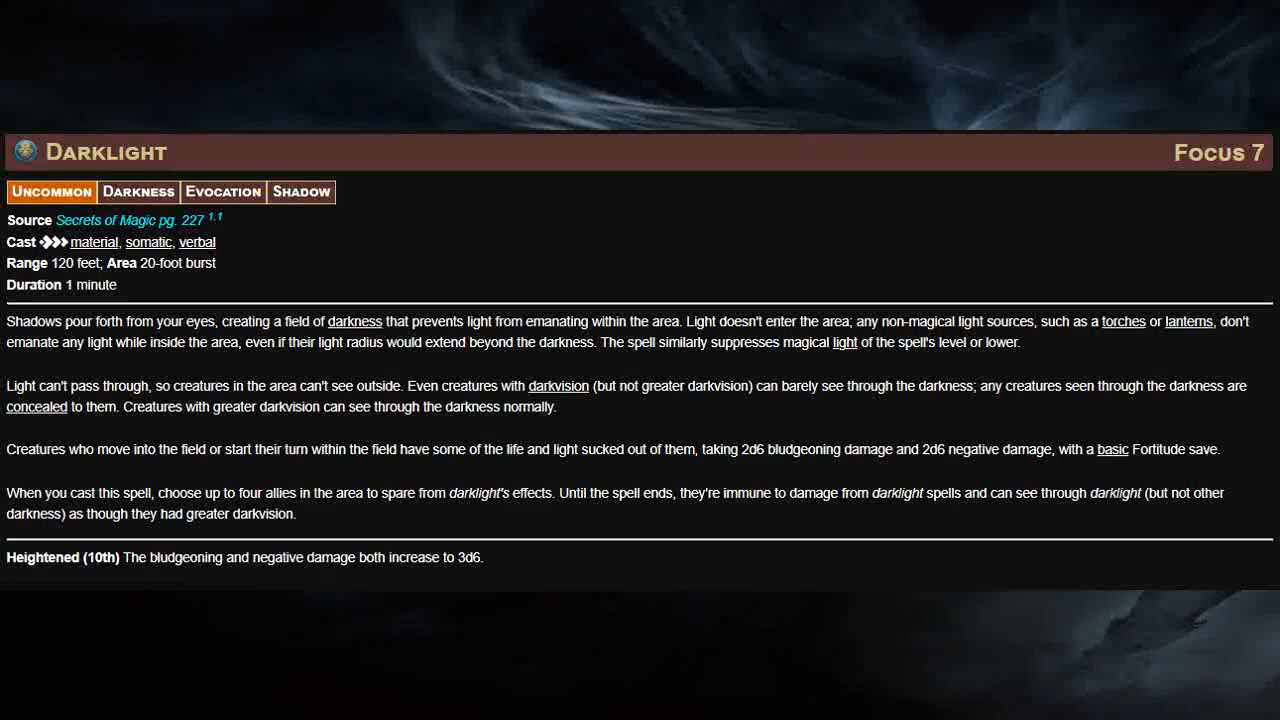 DARKLIGHT Focus 7
UNCOMMON DARKNESS EVOCATION SHADOW
Source Secrets of Magic pg. 227 1.1
Cast material, somatic, verbal
Range 120 feet; Area 20-foot burst
Duration 1 minute
Shadows pour forth from your eyes, creating a field of darkness that prevents light from emanating within the area. Light doesn't enter the area; any non-magical light sources, such as a torches or lanterns, don't
emanate any light while inside the area, even if their light radius would extend beyond the darkness. The spell similarly suppresses magical light of the spell's level or lower.
Light can't pass through, so creatures in the area can't see outside. Even creatures with darkvision (but not greater darkvision) can barely see through the darkness; any creatures seen through the darkness are
concealed to them. Creatures with greater darkvision can see through the darkness normally.
Creatures who move into the field or start their turn within the field have some of the life and light sucked out of them, taking 2d6 bludgeoning damage and 2d6 negative damage, with a basic Fortitude save.
When you cast this spell, choose up to four allies in the area to spare from darklight's effects. Until the spell ends, they're immune to damage from darklight spells and can see through darklight (but not other
darkness) as though they had greater darkvision.
Heightened (10th) The bludgeoning and negative damage both increase to 3d6.